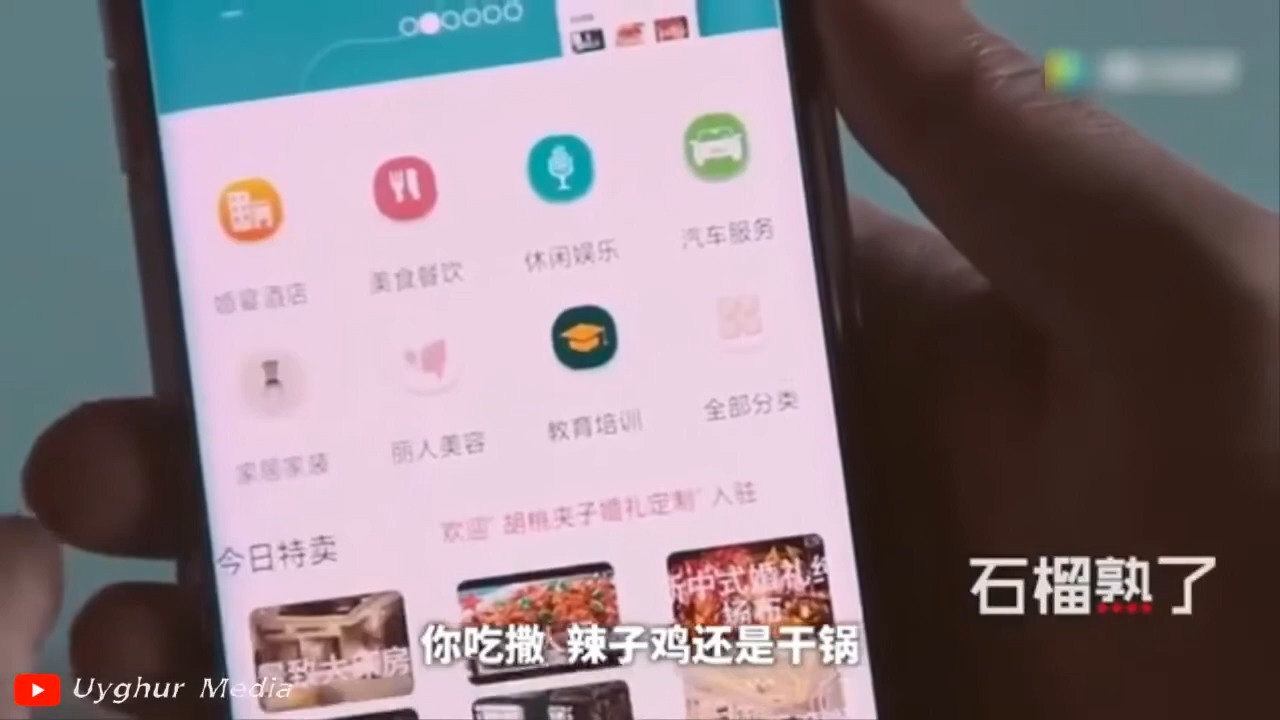 婚宴酒店
美食餐饮
休闲娱乐
汽车服务
家居家装
丽人美容
教育培训
全部分类
今日特卖
欢迎"胡桃夹子婚礼定制"入驻
新中式婚礼
石榴熟了
你吃撒 辣子鸡还是干锅
Uyghur Media